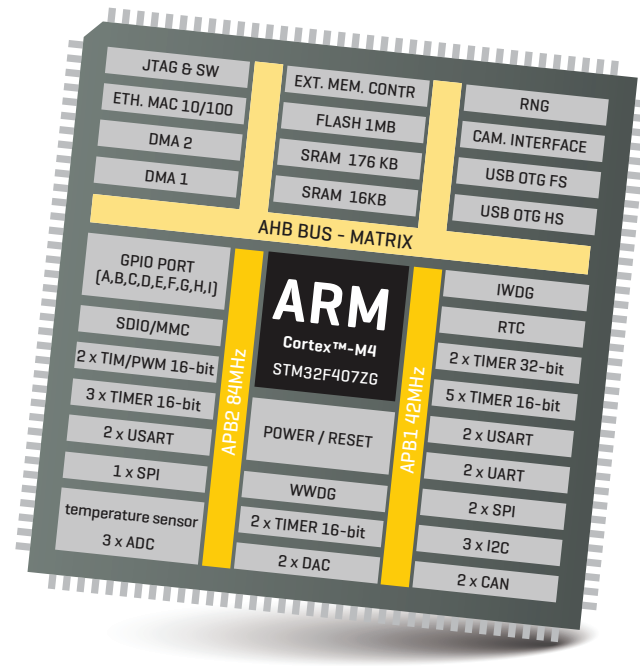 JTAG & SW
ETH. MAC 10/100
DMA 2
DMA 1
EXT. MEM. CONTR
FLASH 1MB
SRAM 176 KB
SRAM 16KB
RNG
CAM. INTERFACE
USB OTG FS
USB OTG HS
AHB BUS - MATRIX
GPIO PORT
(A,B,C,D,E,F,G,H,I)
SDIO/MMC
2 x TIM/PWM 16-bit
3 x TIMER 16-bit
2 x USART
1 x SPI
temperature sensor
3 x ADC
APB2 84MHz
ARM
Cortex™-M4
STM32F407ZG
POWER / RESET
WWDG
2 x TIMER 16-bit
2 x DAC
APB1 42MHz
IWDG
RTC
2 x TIMER 32-bit
5 x TIMER 16-bit
2 x USART
2 x UART
2 x SPI
3 x I2C
2 x CAN